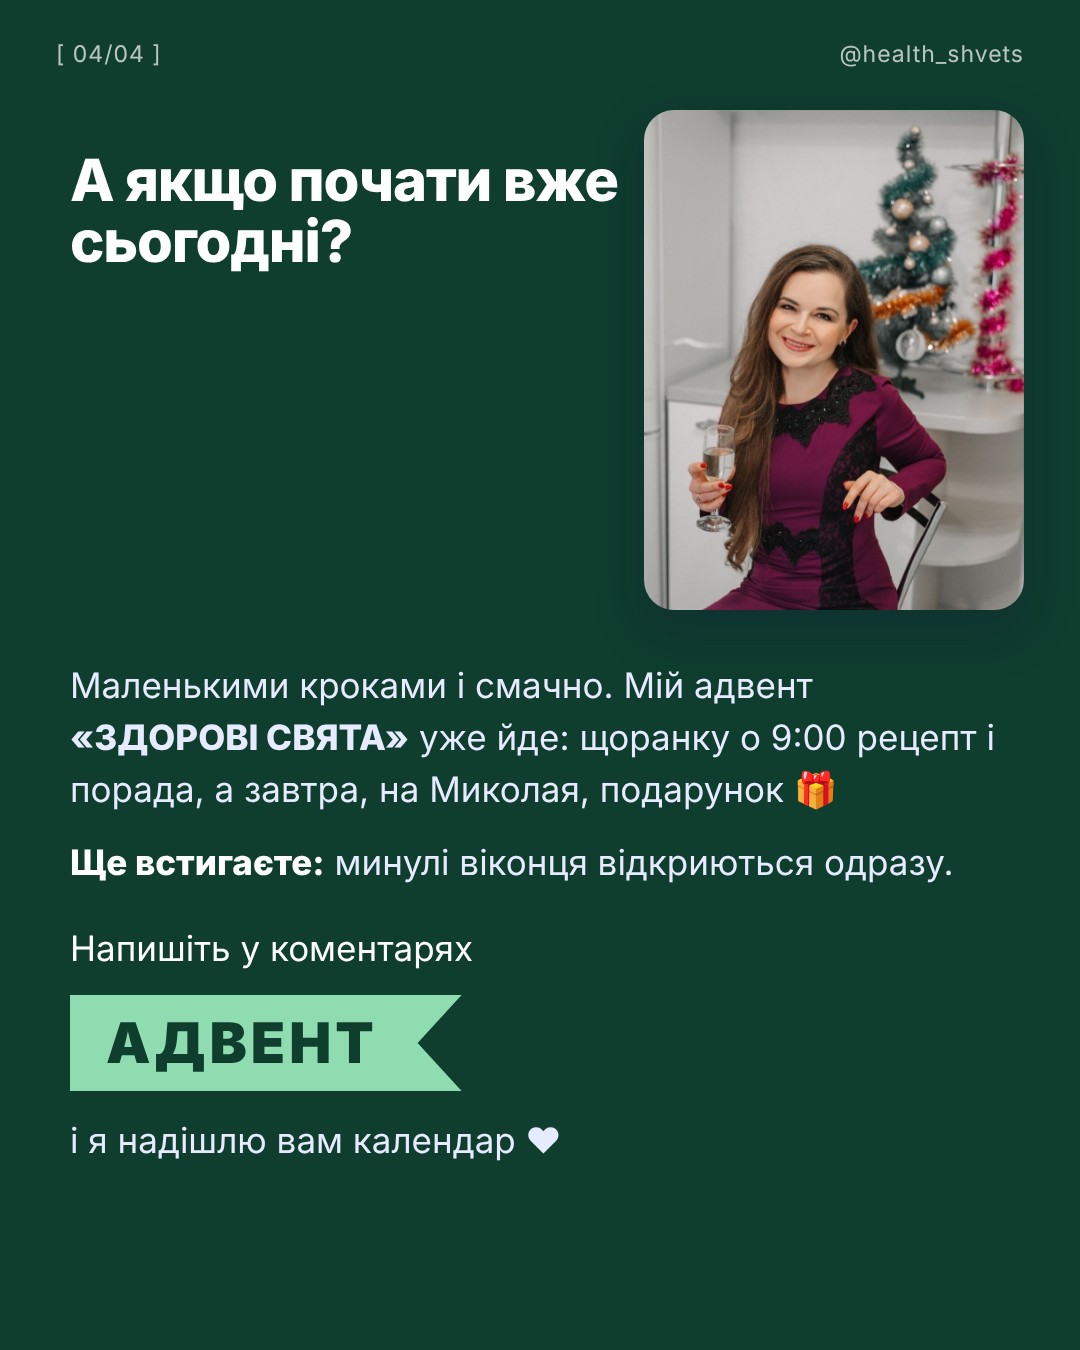 [ 04/04 ]
@health_shvets
А якщо почати вже
сьогодні?
Маленькими кроками і смачно. Мій адвент
«ЗДОРОВІ СВЯТА» уже йде: щоранку о 9:00 рецепт і
порада, а завтра, на Миколая, подарунок 🎁
Ще встигаєте: минулі віконця відкриються одразу.
Напишіть у коментарях
АДВЕНТ
і я надішлю вам календар ♥